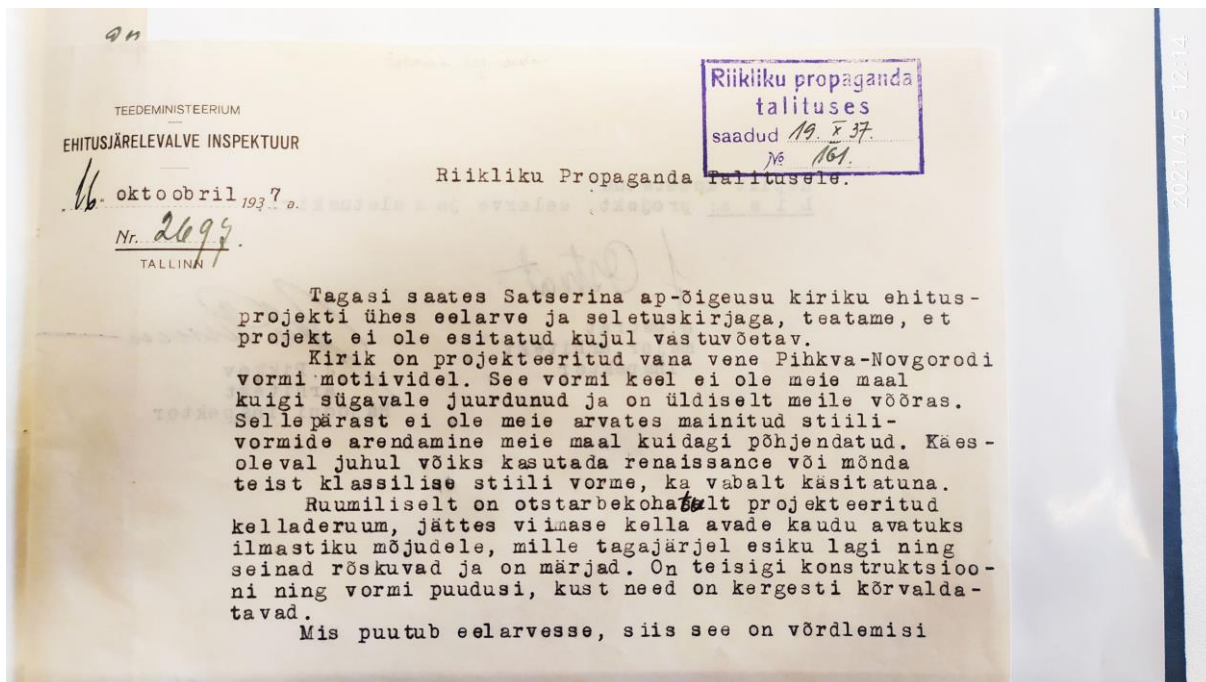 TEEDEMINISTEERIUM
EHITUSJÄRELEVALVE INSPEKTUUR
16. oktoobril 1937 a.
Nr. 2697.
TALLINN
Riikliku propaganda
talituses
saadud 19. X 37.
№ 161.
Riikliku Propaganda Talitusele.
Tagasi saates Satserina ap-õigeusu kiriku ehitus-
projekti ühes eelarve ja seletuskirjaga, teatame, et
projekt ei ole esitatud kujul vastuvõetav.
Kirik on projekteeritud vana vene Pihkva-Novgorodi
vormi motiividel. See vormi keel ei ole meie maal
kuigi sügavale juurdunud ja on üldiselt meile võõras.
Sellepärast ei ole meie arvates mainitud stiili-
vormide arendamine meie maal kuidagi põhjendatud. Käes-
oleval juhul võiks kasutada renaissance või mõnda
teist klassilise stiili vorme, ka vabalt käsitatuna.
Ruumiliselt on otstarbekohatult projekteeritud
kelladeruum, jättes viimase kella avade kaudu avatuks
ilmastiku mõjudele, mille tagajärjel esiku lagi ning
seinad rõskuvad ja on märjad. On teisigi konstruktsioo-
ni ning vormi puudusi, kust need on kergesti kõrvalda-
tavad.
Mis puutub eelarvesse, siis see on võrdlemisi
2021/4/5 12:14